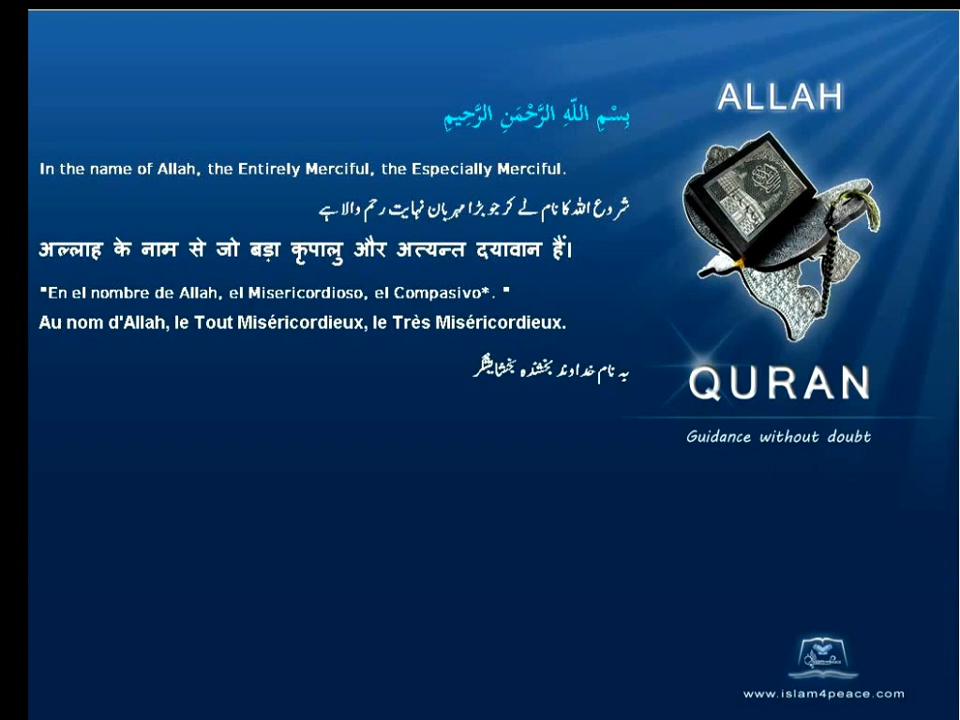 بِسْمِ اللّهِ الرَّحْمَنِ الرَّحِيمِ
In the name of Allah, the Entirely Merciful, the Especially Merciful.
شروع الله کا نام لے کر جو بڑا مہربان نہایت رحم والا ہے
अल्लाह के नाम से जो बड़ा कृपालु और अत्यन्त दयावान हैं।
"En el nombre de Allah, el Misericordioso, el Compasivo*. "
Au nom d'Allah, le Tout Miséricordieux, le Très Miséricordieux.
به نام خداوند بخشنده بخشایشگر
ALLAH
QURAN
Guidance without doubt
www.islam4peace.com